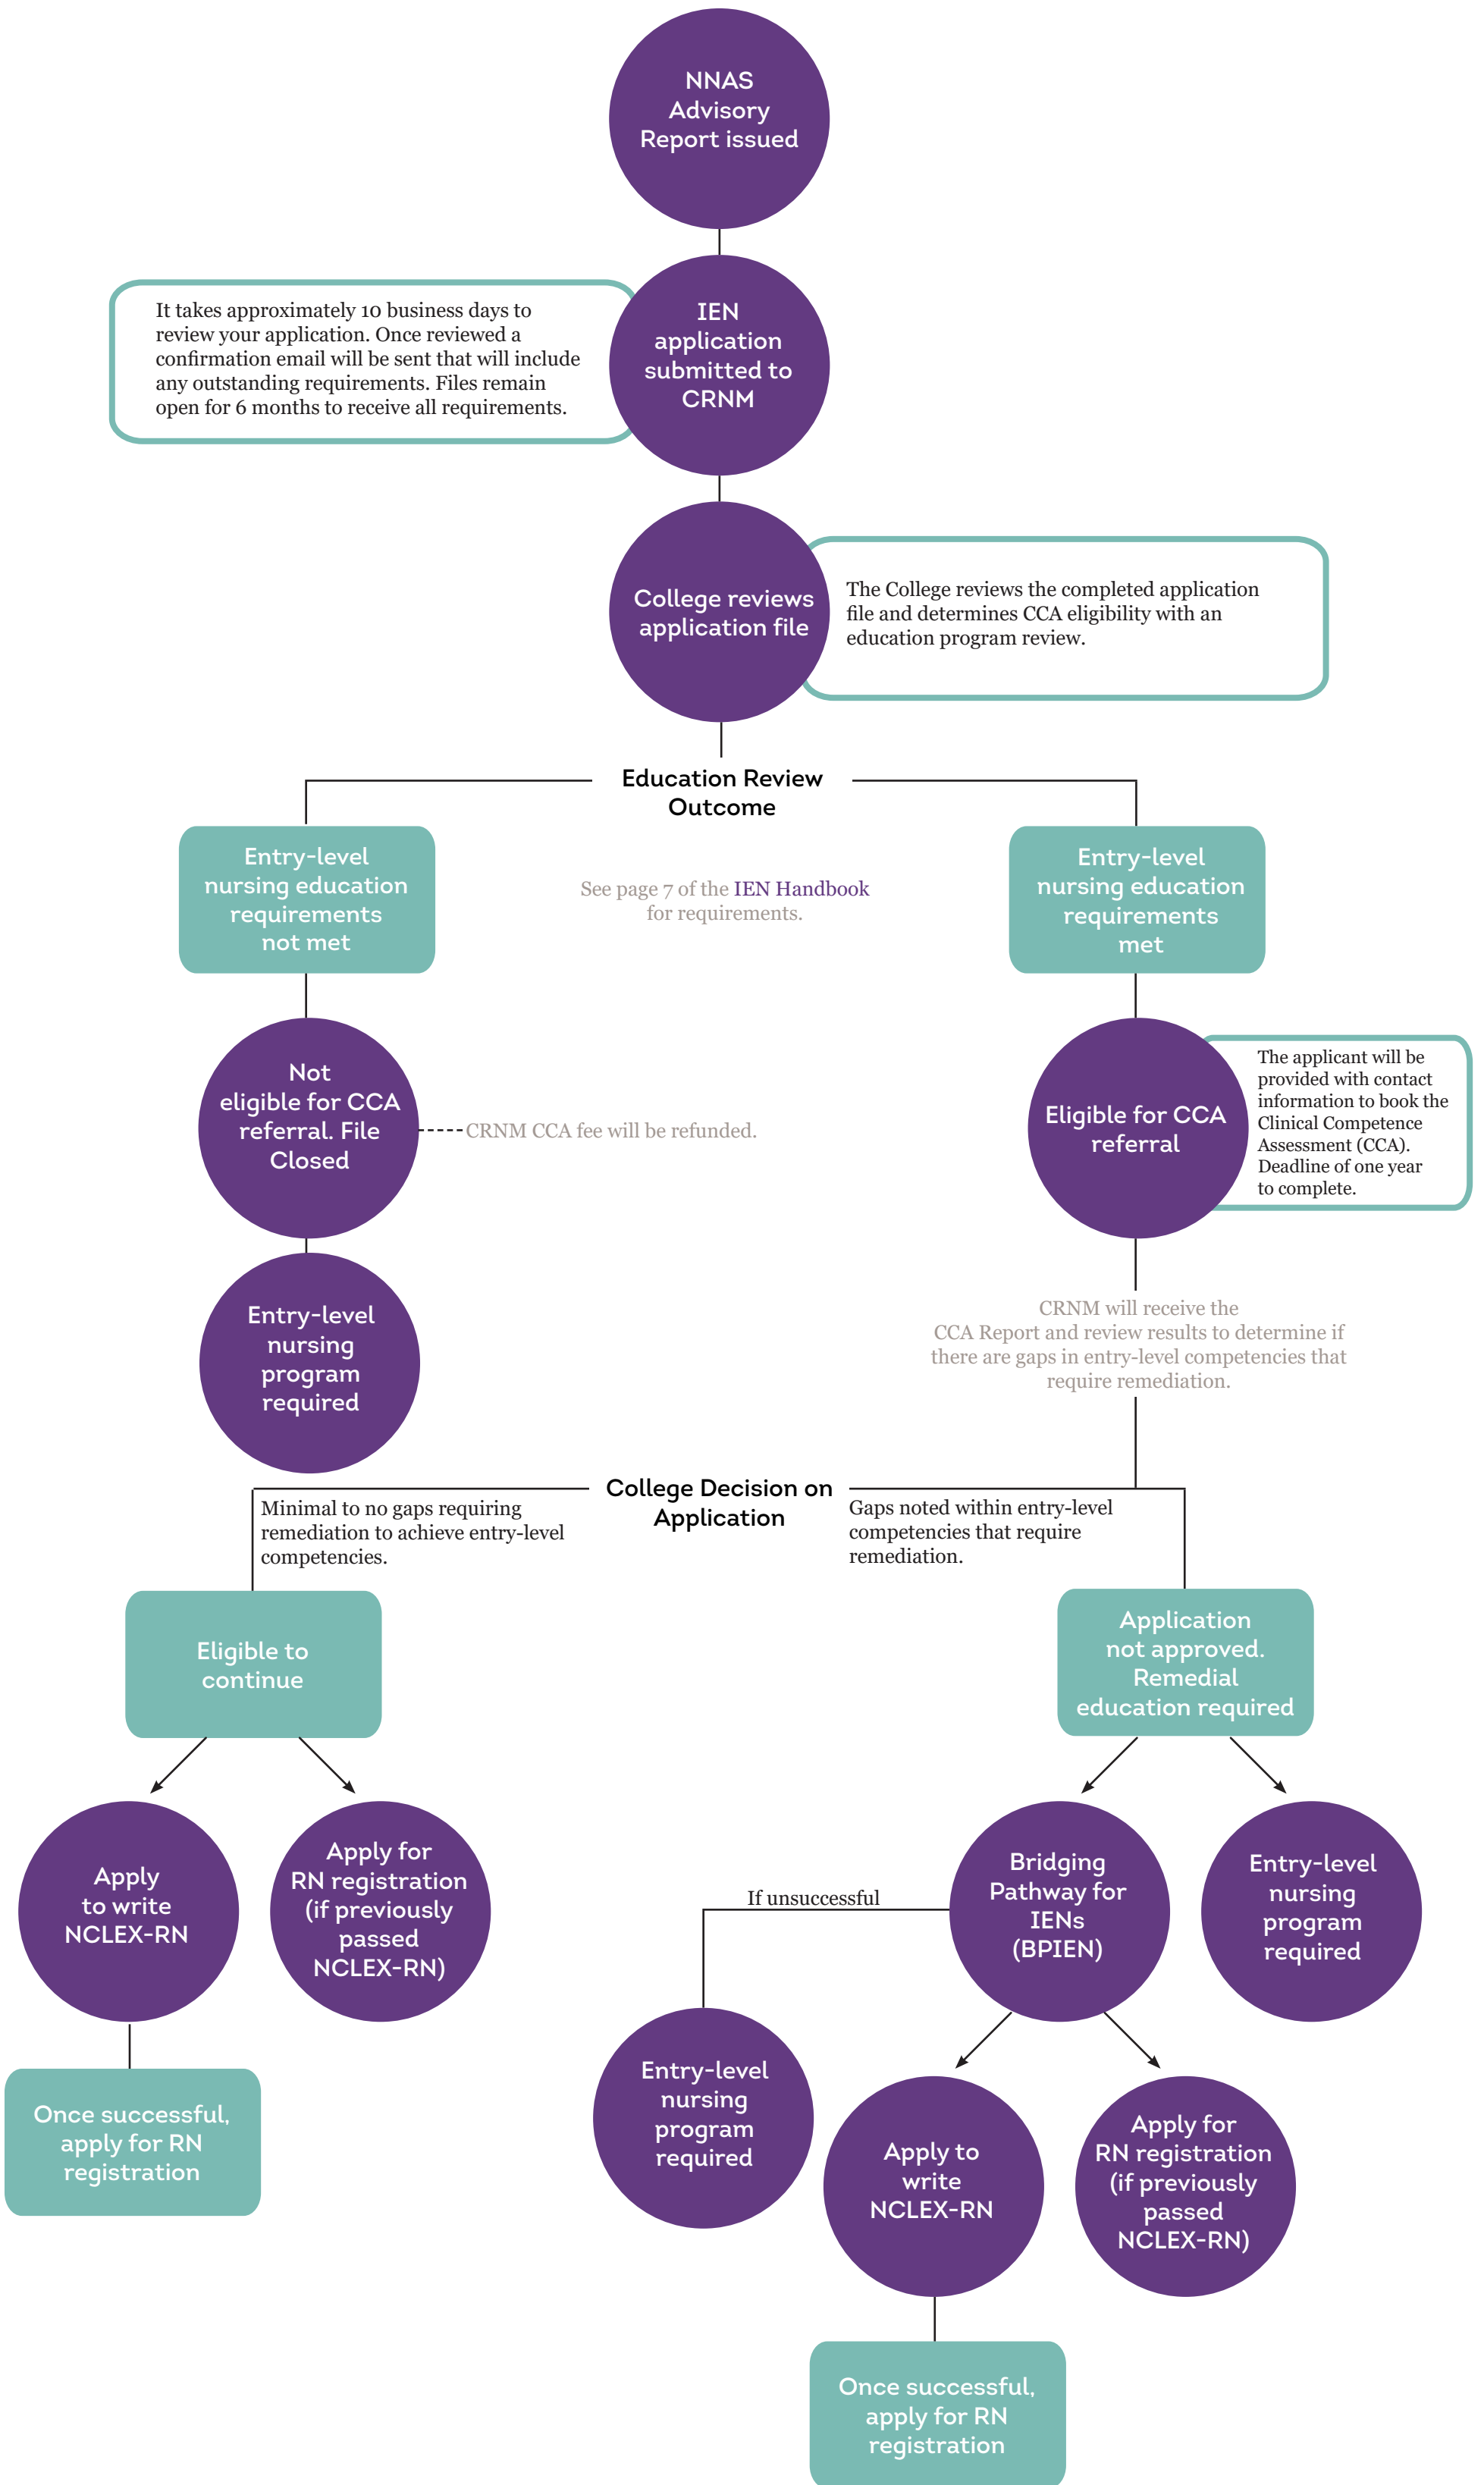 NNAS
Advisory
Report issued
It takes approximately 10 business days to
review your application. Once reviewed a
confirmation email will be sent that will include
any outstanding requirements. Files remain
open for 6 months to receive all requirements.
IEN
application
submitted to
CRNM
College reviews
application file
The College reviews the completed application
file and determines CCA eligibility with an
education program review.
Education Review
Outcome
Entry-level
nursing education
requirements
not met
See page 7 of the IEN Handbook
for requirements.
Entry-level
nursing education
requirements
met
Not
eligible for CCA
referral. File
Closed
CRNM CCA fee will be refunded.
Eligible for CCA
referral
The applicant will be
provided with contact
information to book the
Clinical Competence
Assessment (CCA).
Deadline of one year
to complete.
Entry-level
nursing
program
required
CRNM will receive the
CCA Report and review results to determine if
there are gaps in entry-level competencies that
require remediation.
College Decision on
Application
Minimal to no gaps requiring
remediation to achieve entry-level
competencies.
Gaps noted within entry-level
competencies that require
remediation.
Eligible to
continue
Application
not approved.
Remedial
education required
Apply
to write
NCLEX-RN
Apply for
RN registration
(if previously
passed
NCLEX-RN)
If unsuccessful
Bridging
Pathway for
IENs
(BPIEN)
Entry-level
nursing
program
required
Once successful,
apply for RN
registration
Entry-level
nursing
program
required
Apply to
write
NCLEX-RN
Apply for
RN registration
(if previously
passed
NCLEX-RN)
Once successful,
apply for RN
registration